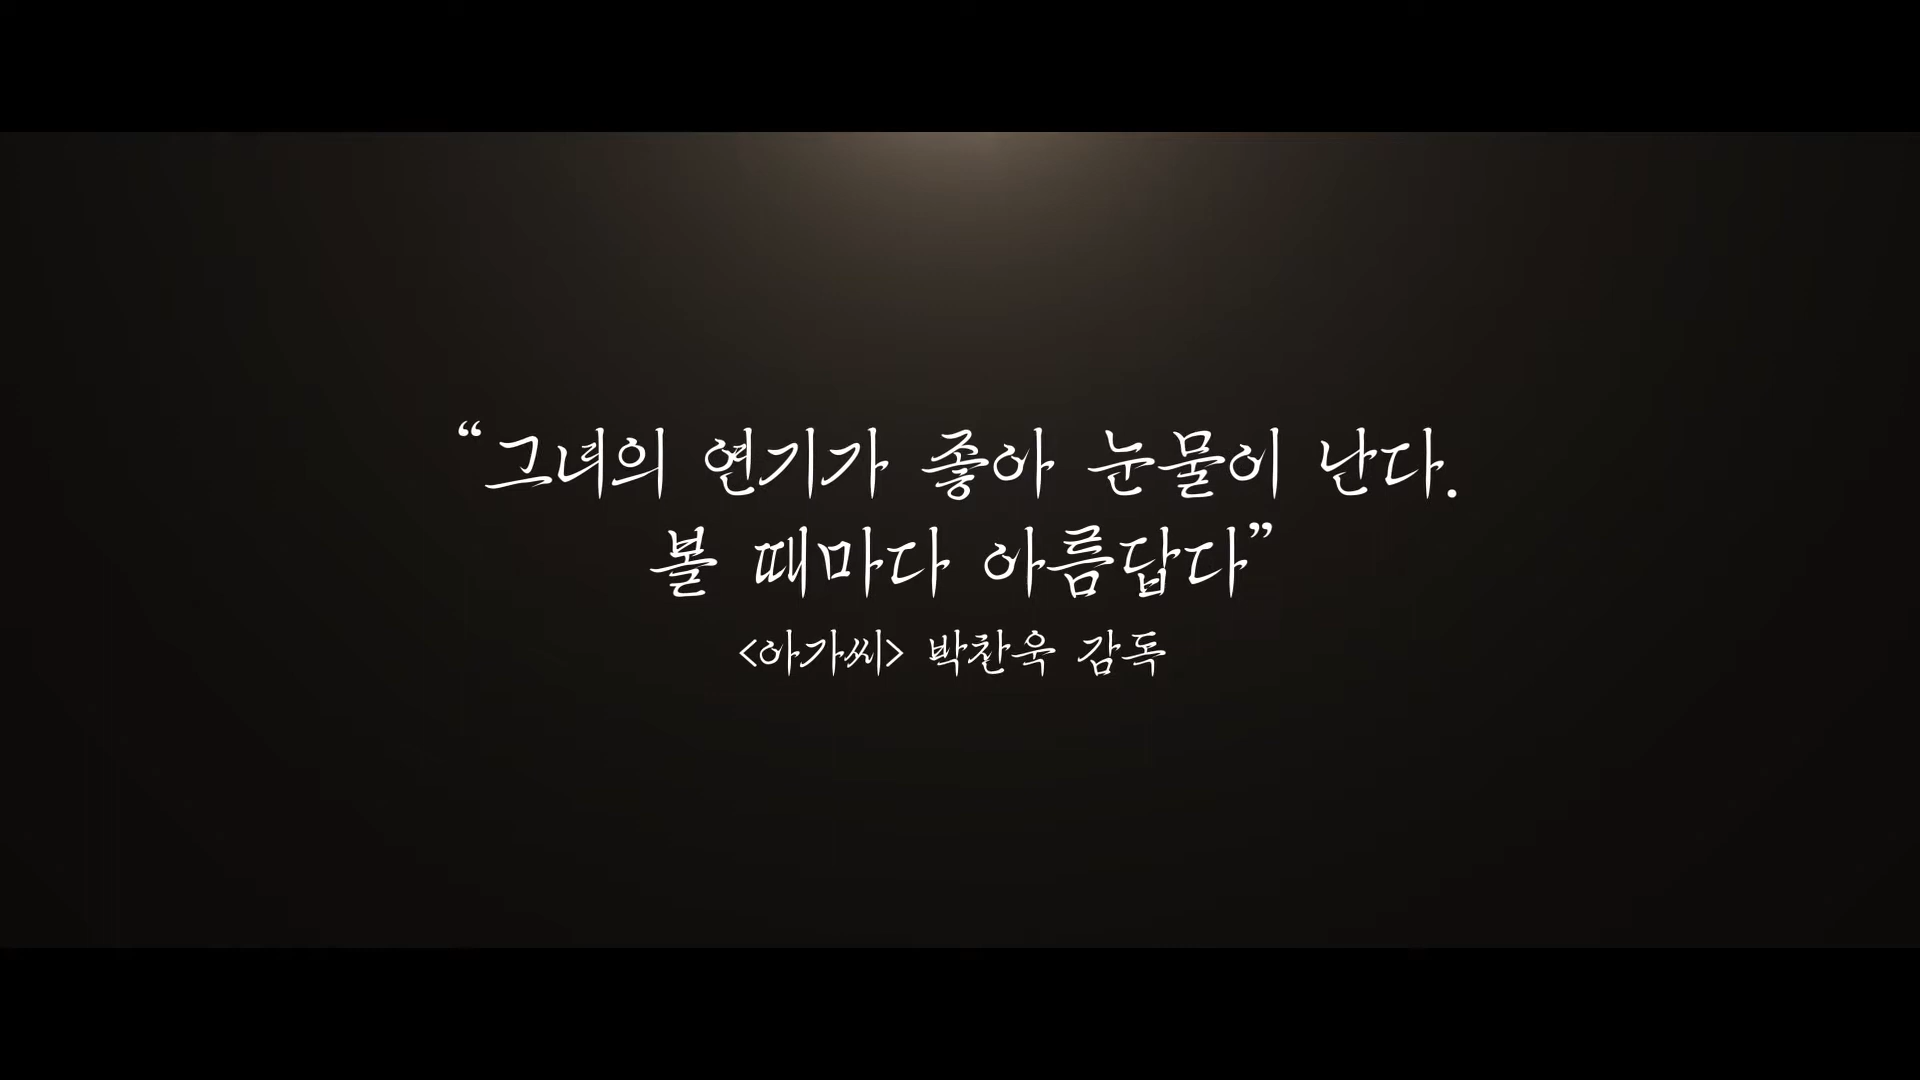 “그녀의 연기가 좋아 눈물이 난다.
볼 때마다 아름답다”
<아가씨> 박찬욱 감독